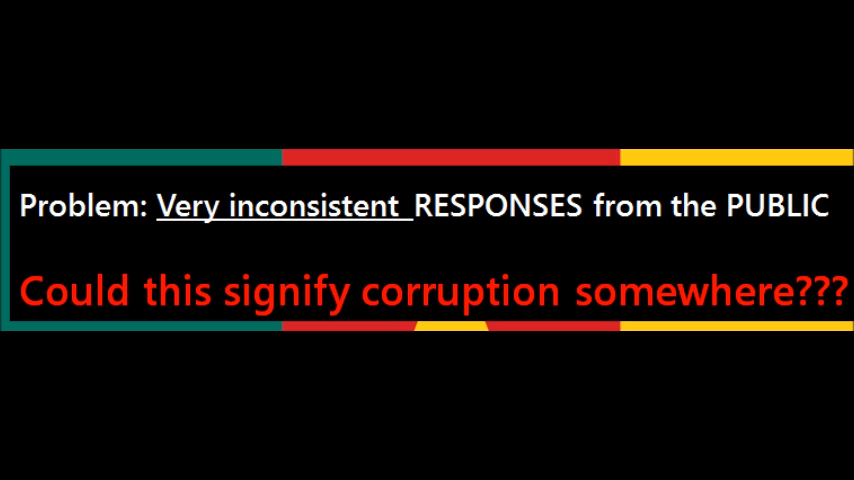 Problem: Very inconsistent RESPONSES from the PUBLIC
Could this signify corruption somewhere???